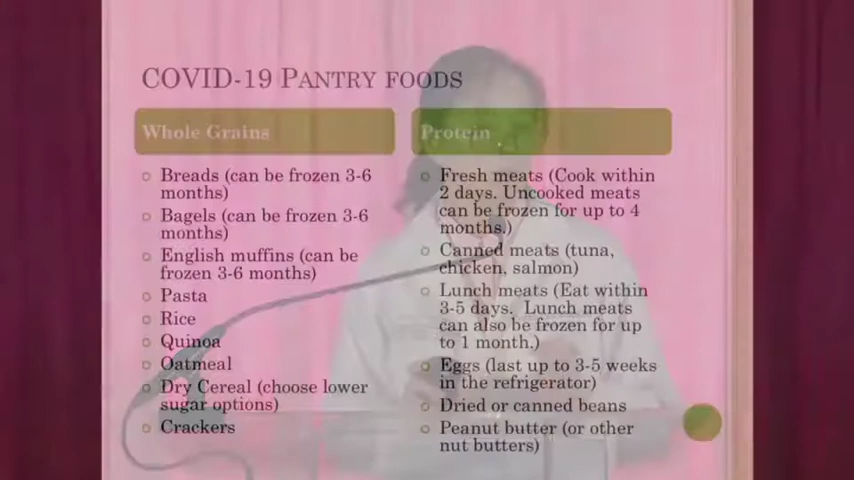 COVID-19 PANTRY FOODS
Whole Grains
Breads (can be frozen 3-6
months)
Bagels (can be frozen 3-6
months)
English muffins (can be
frozen 3-6 months)
Pasta
Rice
Quinoa
Oatmeal
Dry Cereal (choose lower
sugar options)
Crackers
Protein
Fresh meats (Cook within
2 days. Uncooked meats
can be frozen for up to 4
months.)
Canned meats (tuna,
chicken, salmon)
Lunch meats (Eat within
3-5 days. Lunch meats
can also be frozen for up
to 1 month.)
Eggs (last up to 3-5 weeks
in the refrigerator)
Dried or canned beans
Peanut butter (or other
nut butters)